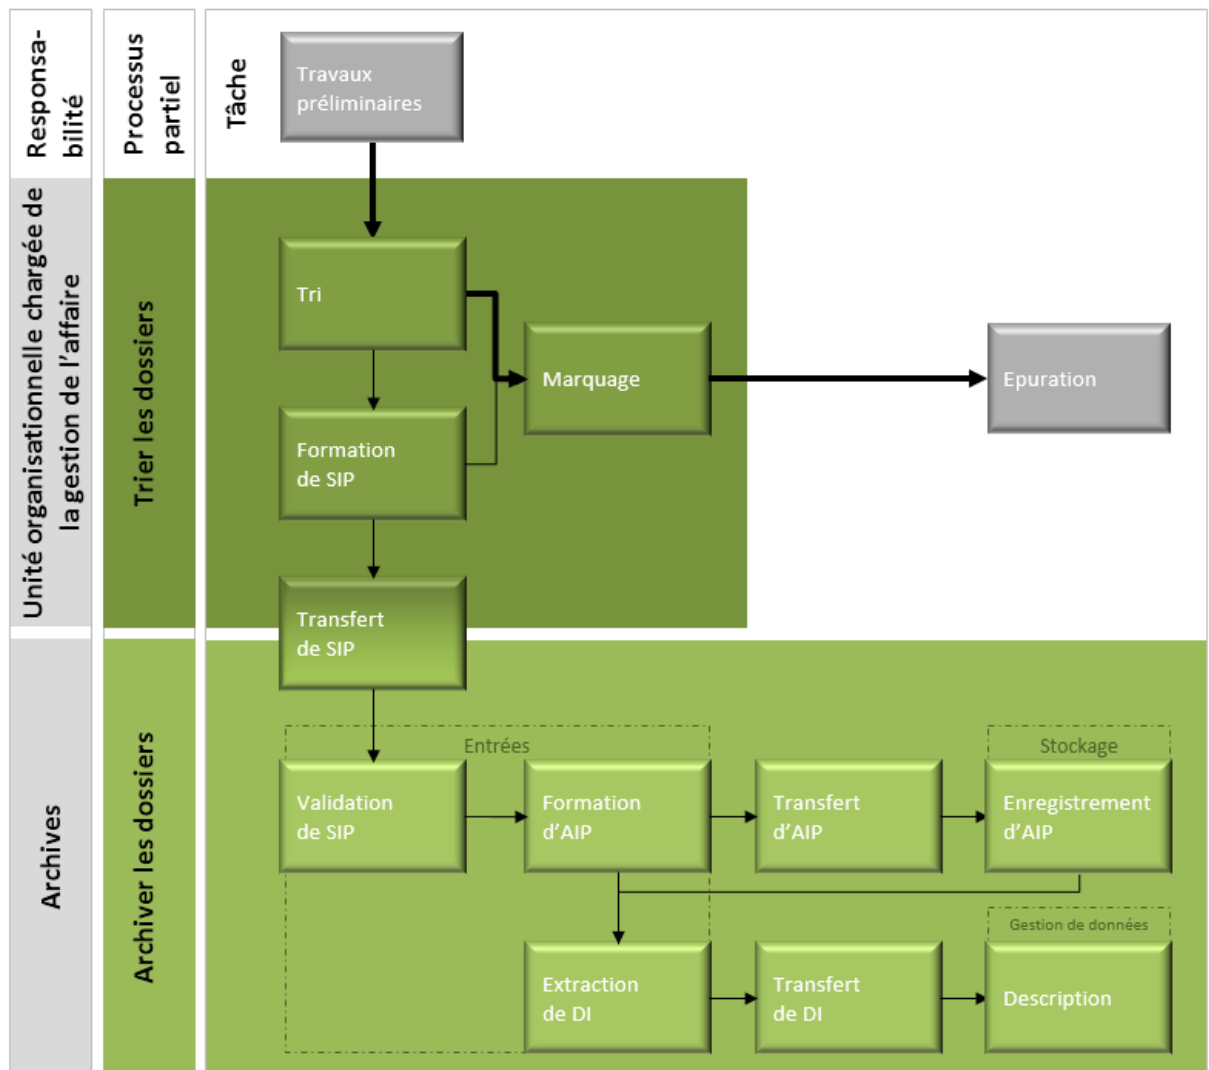 Responsa-
bilité
Processus
partiel
Tâche
Travaux
préliminaires
Unité organisationnelle chargée de
la gestion de l'affaire
Trier les dossiers
Tri
Marquage
Epuration
Formation
de SIP
Transfert
de SIP
Archives
Archiver les dossiers
Entrées
Stockage
Validation
de SIP
Formation
d'AIP
Transfert
d'AIP
Enregistrement
d'AIP
Gestion de données
Extraction
de DI
Transfert
de DI
Description